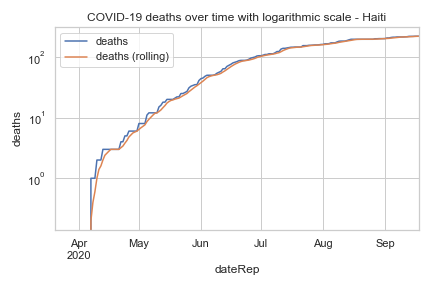 COVID-19 deaths over time with logarithmic scale - Haiti
deaths
deaths (rolling)
deaths
10²
10¹
10⁰
Apr May Jun Jul Aug Sep
2020
dateRep